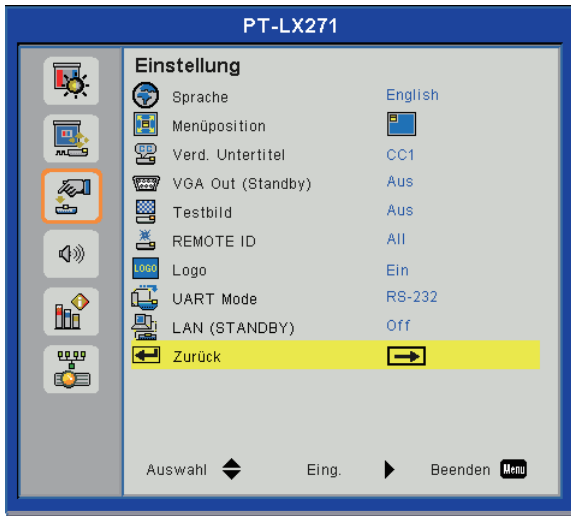 PT-LX271
Einstellung
Sprache English
Menüposition
Verd. Untertitel CC1
VGA Out (Standby) Aus
Testbild Aus
REMOTE ID All
LOGO Logo Ein
UART Mode RS-232
LAN (STANDBY) Off
Zurück
Auswahl Eing. Beenden Menu